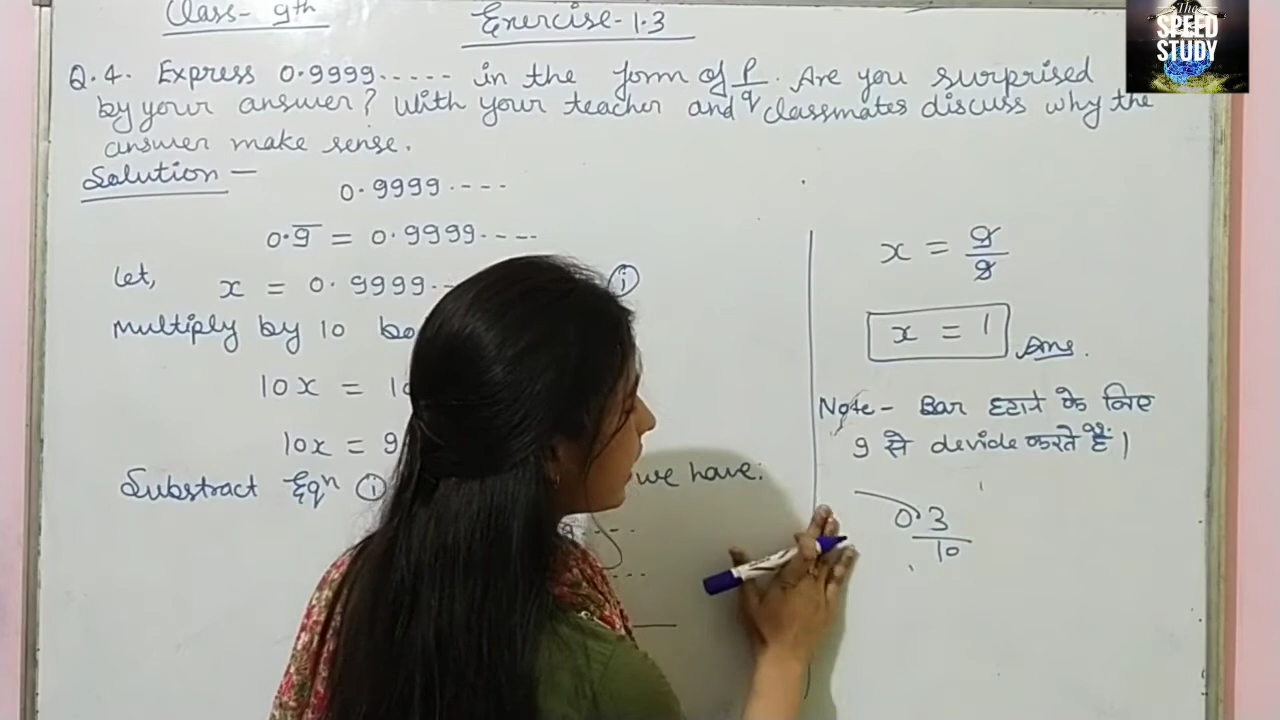 Class- 9th
Exercise-1.3
The SPEED STUDY
Q.4. Express 0.9999..... in the form of p/q. Are you surprised
by your answer? With your teacher and classmates discuss why the
answer make sense.
Solution —
0.9999....
0.9̅ = 0.9999....
let, x = 0.9999.. (i)
Multiply by 10 bo
10x = 10
10x = 9
Substract Eqⁿ (i) we have.
x = 9/9
x = 1 Ans.
Note- Bar हटाने के लिए
9 से devide करते हैं।
0 3
10